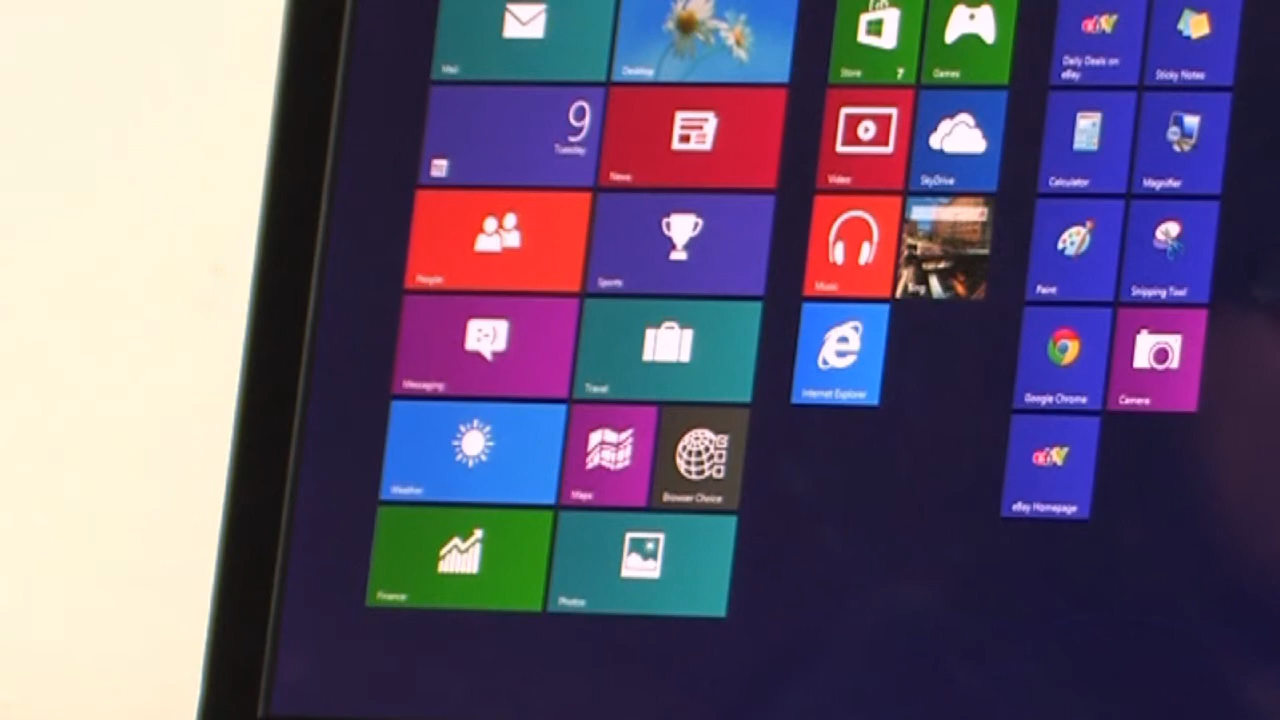 Mail
Desktop
Store
7
Games
Daily Deals on
eBay
Sticky Notes
9
Tuesday
News
Video
SkyDrive
Calculator
Magnifier
People
Sports
Music
Bing
Paint
Snipping Tool
Messaging
Travel
Internet Explorer
Google Chrome
Camera
Weather
Maps
Browser Choice
ebay
eBay Homepage
Finance
Photos